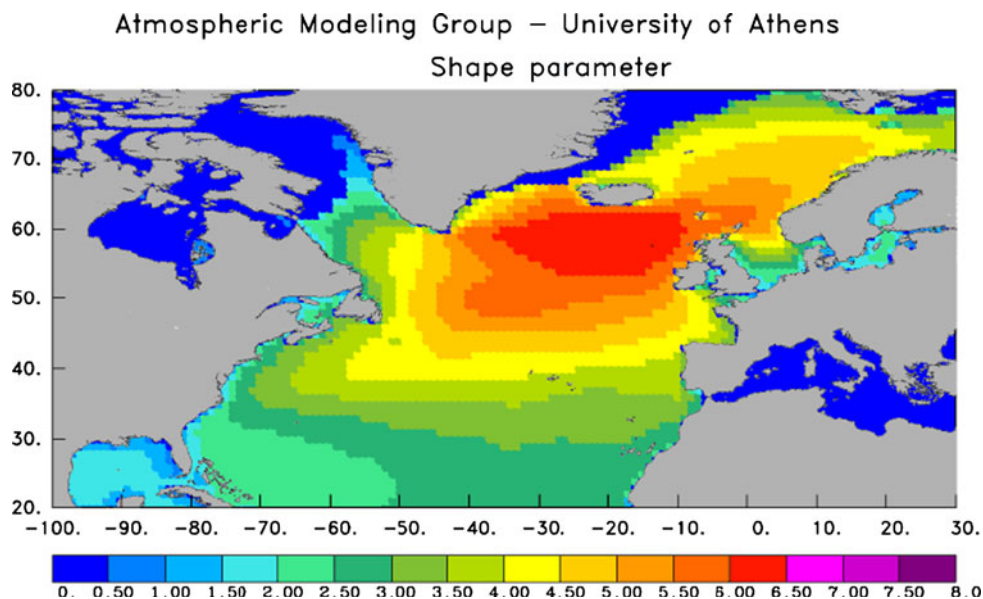 Atmospheric Modeling Group – University of Athens
Shape parameter
80.
70.
60.
50.
40.
30.
20.
-100. -90. -80. -70. -60. -50. -40. -30. -20. -10. 0. 10. 20. 30.
0. 0.50 1.00 1.50 2.00 2.50 3.00 3.50 4.00 4.50 5.00 5.50 6.00 6.50 7.00 7.50 8.0